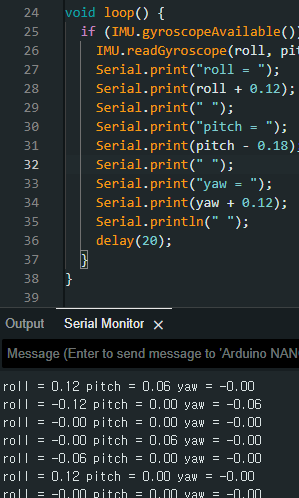 24 void loop() {
25 if (IMU.gyroscopeAvailable())
26 IMU.readGyroscope(roll, pit
27 Serial.print("roll = ");
28 Serial.print(roll + 0.12);
29 Serial.print(" ");
30 Serial.print("pitch = ");
31 Serial.print(pitch - 0.18);
32 Serial.print(" ");
33 Serial.print("yaw = ");
34 Serial.print(yaw + 0.12);
35 Serial.println(" ");
36 delay(20);
37 }
38 }
39
Output Serial Monitor ×
Message (Enter to send message to 'Arduino NAN
roll = 0.12 pitch = 0.06 yaw = -0.00
roll = -0.12 pitch = 0.00 yaw = -0.06
roll = -0.00 pitch = 0.00 yaw = -0.00
roll = -0.00 pitch = 0.06 yaw = -0.00
roll = -0.06 pitch = 0.00 yaw = -0.00
roll = 0.12 pitch = 0.00 yaw = -0.00
roll = -0.00 pitch = 0.00 yaw = -0.00